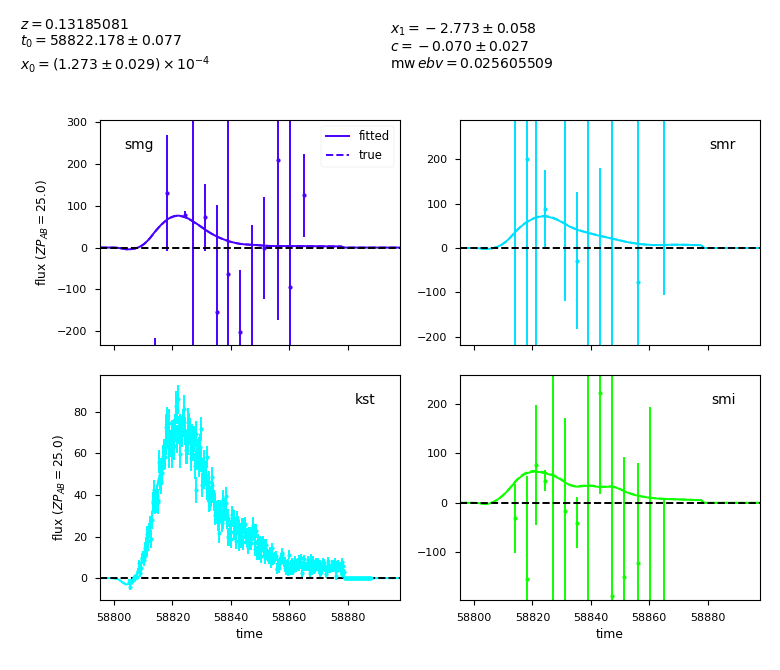 z = 0.13185081
t₀ = 58822.178 ± 0.077
x₀ = (1.273 ± 0.029) × 10⁻⁴
x₁ = −2.773 ± 0.058
c = −0.070 ± 0.027
mw ebv = 0.025605509
smg
fitted
true
300
200
100
0
−100
−200
flux (ZP_AB = 25.0)
smr
200
100
0
−100
−200
kst
80
60
40
20
0
flux (ZP_AB = 25.0)
58800 58820 58840 58860 58880
time
smi
200
100
0
−100
58800 58820 58840 58860 58880
time